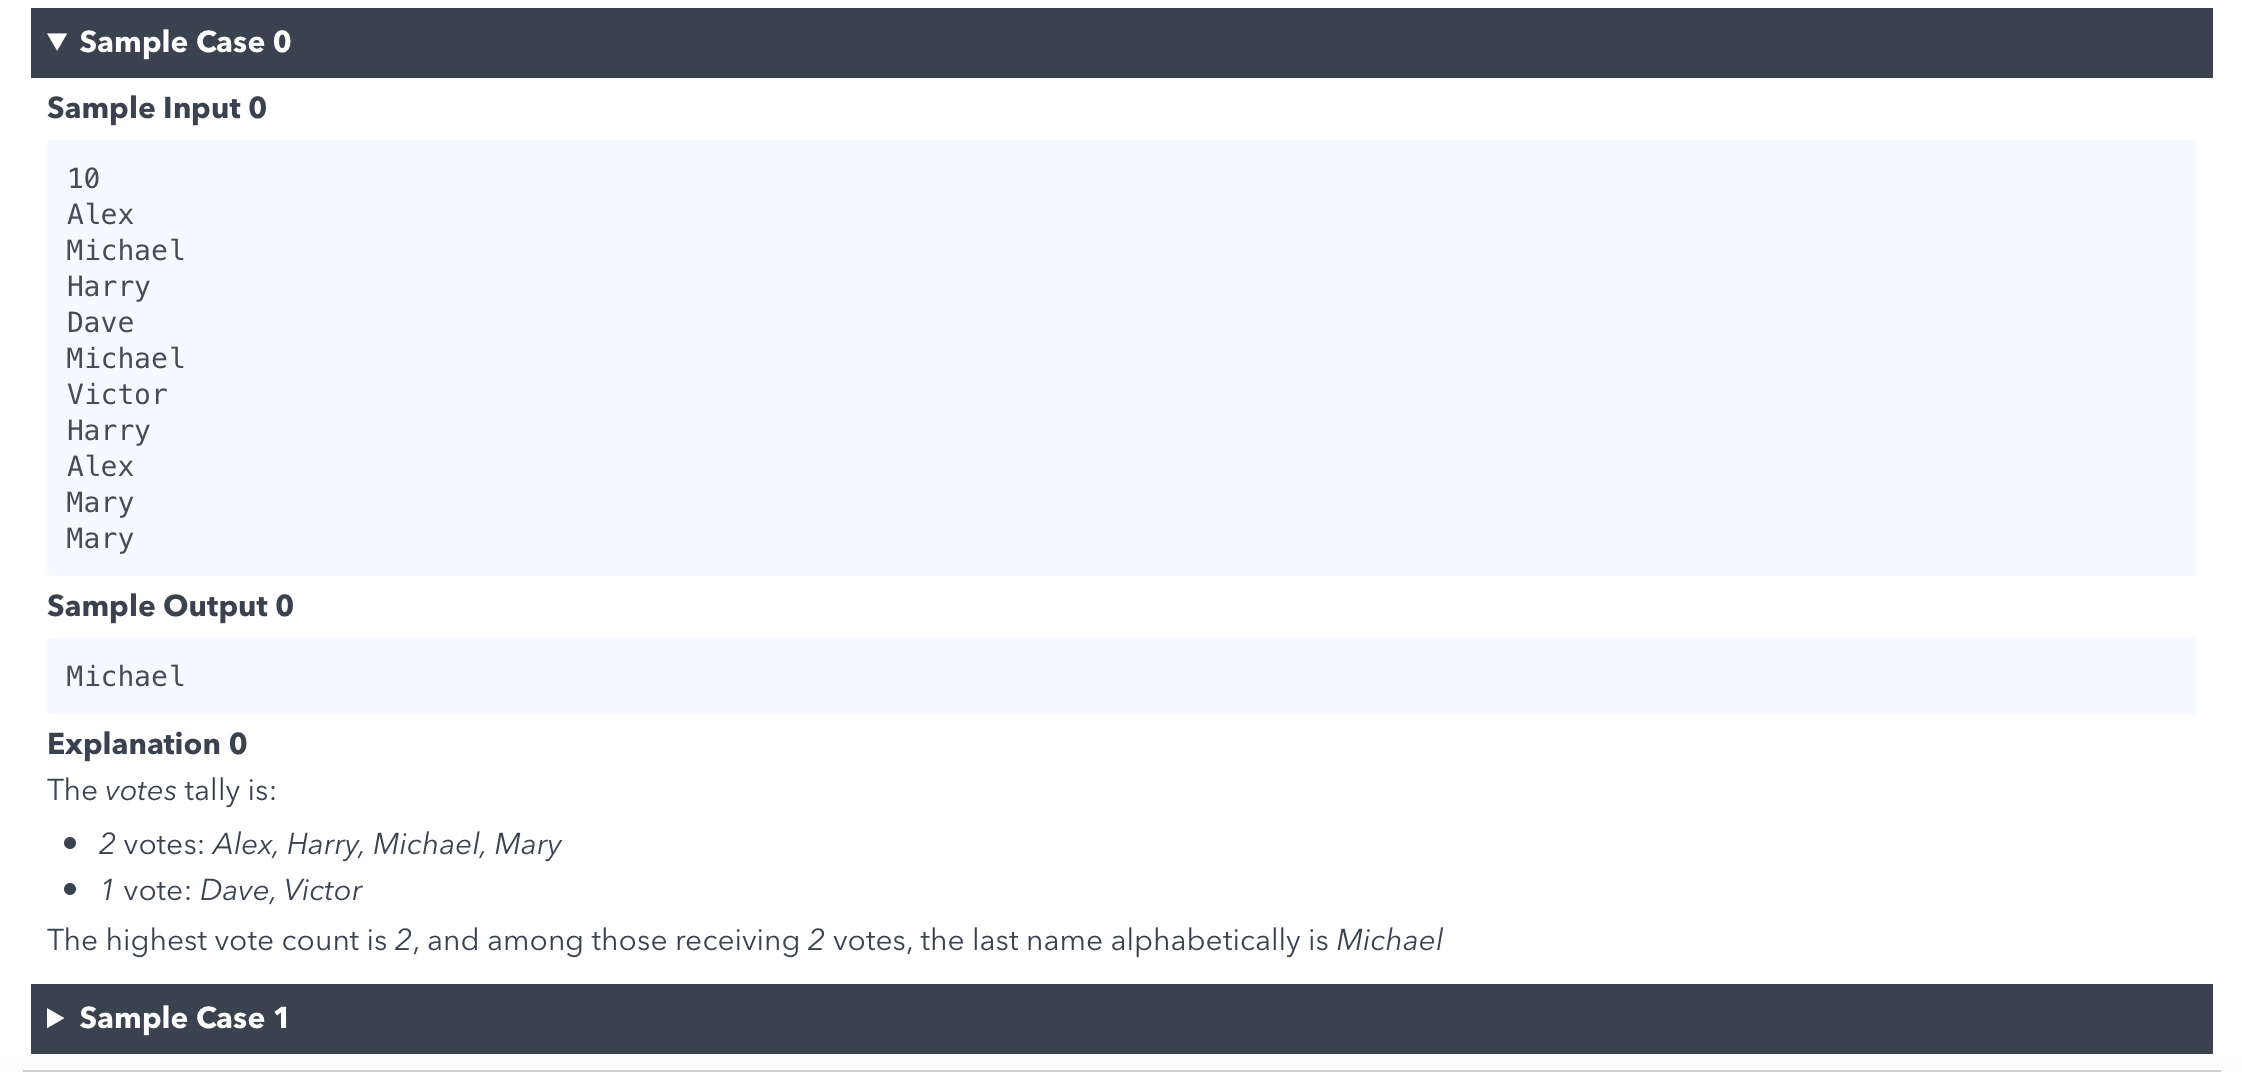 Sample Case 0
Sample Input 0
10
Alex
Michael
Harry
Dave
Michael
Victor
Harry
Alex
Mary
Mary
Sample Output 0
Michael
Explanation 0
The votes tally is:
2 votes: Alex, Harry, Michael, Mary
1 vote: Dave, Victor
The highest vote count is 2, and among those receiving 2 votes, the last name alphabetically is Michael
Sample Case 1